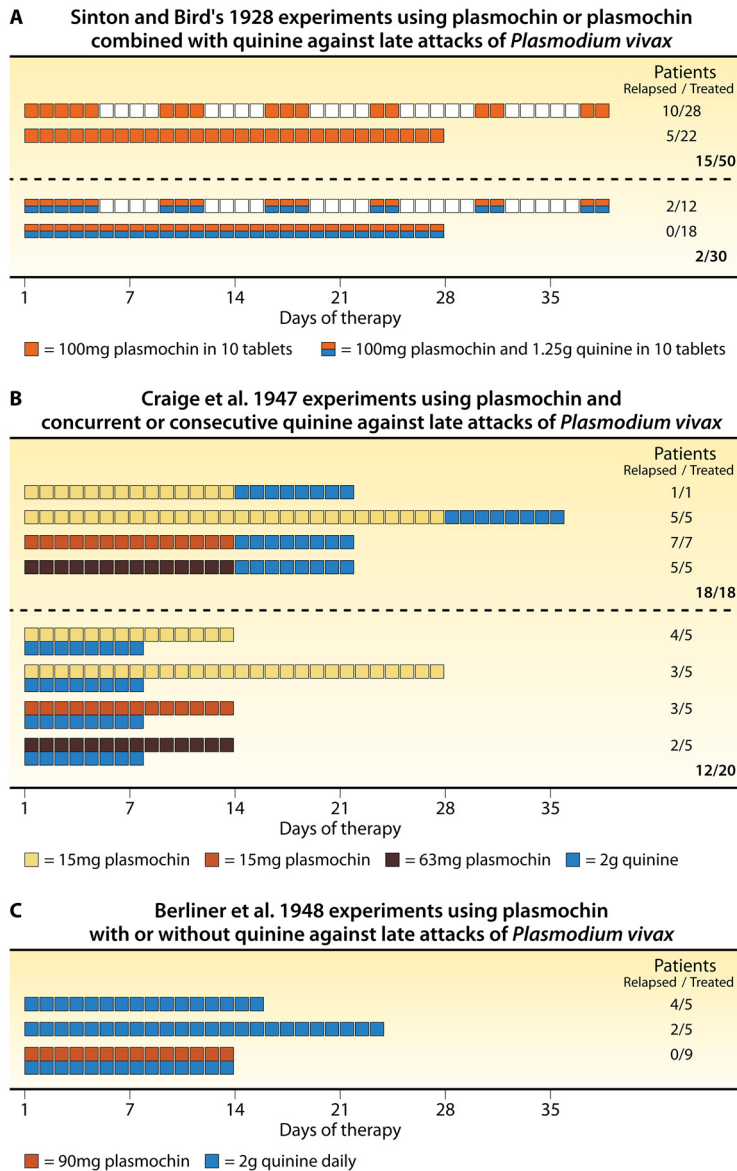 A
Sinton and Bird's 1928 experiments using plasmochin or plasmochin
combined with quinine against late attacks of Plasmodium vivax
Patients
Relapsed / Treated
10/28
5/22
15/50
2/12
0/18
2/30
1 7 14 21 28 35
Days of therapy
= 100mg plasmochin in 10 tablets = 100mg plasmochin and 1.25g quinine in 10 tablets
B
Craige et al. 1947 experiments using plasmochin and
concurrent or consecutive quinine against late attacks of Plasmodium vivax
Patients
Relapsed / Treated
1/1
5/5
7/7
5/5
18/18
4/5
3/5
3/5
2/5
12/20
1 7 14 21 28 35
Days of therapy
= 15mg plasmochin = 15mg plasmochin = 63mg plasmochin = 2g quinine
C
Berliner et al. 1948 experiments using plasmochin
with or without quinine against late attacks of Plasmodium vivax
Patients
Relapsed / Treated
4/5
2/5
0/9
1 7 14 21 28 35
Days of therapy
= 90mg plasmochin = 2g quinine daily